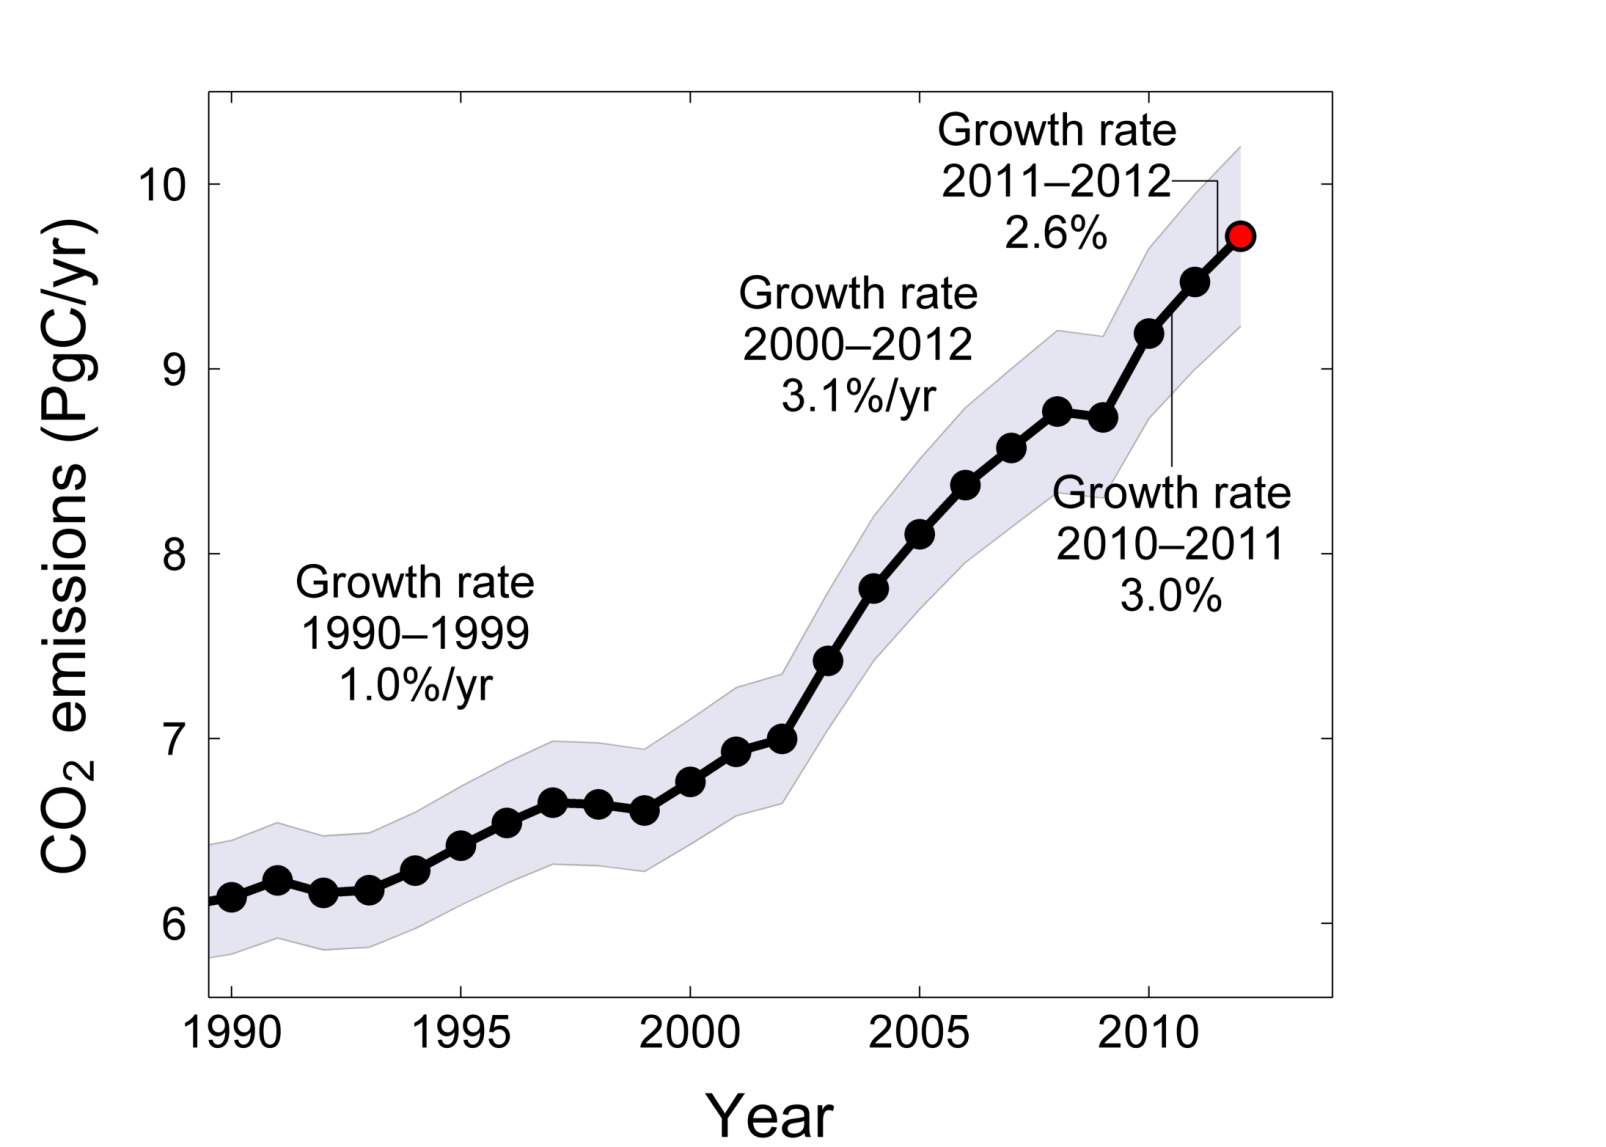 Growth rate
2011–2012
2.6%
Growth rate
2000–2012
3.1%/yr
Growth rate
2010–2011
3.0%
Growth rate
1990–1999
1.0%/yr
CO₂ emissions (PgC/yr)
10
9
8
7
6
1990
1995
2000
2005
2010
Year